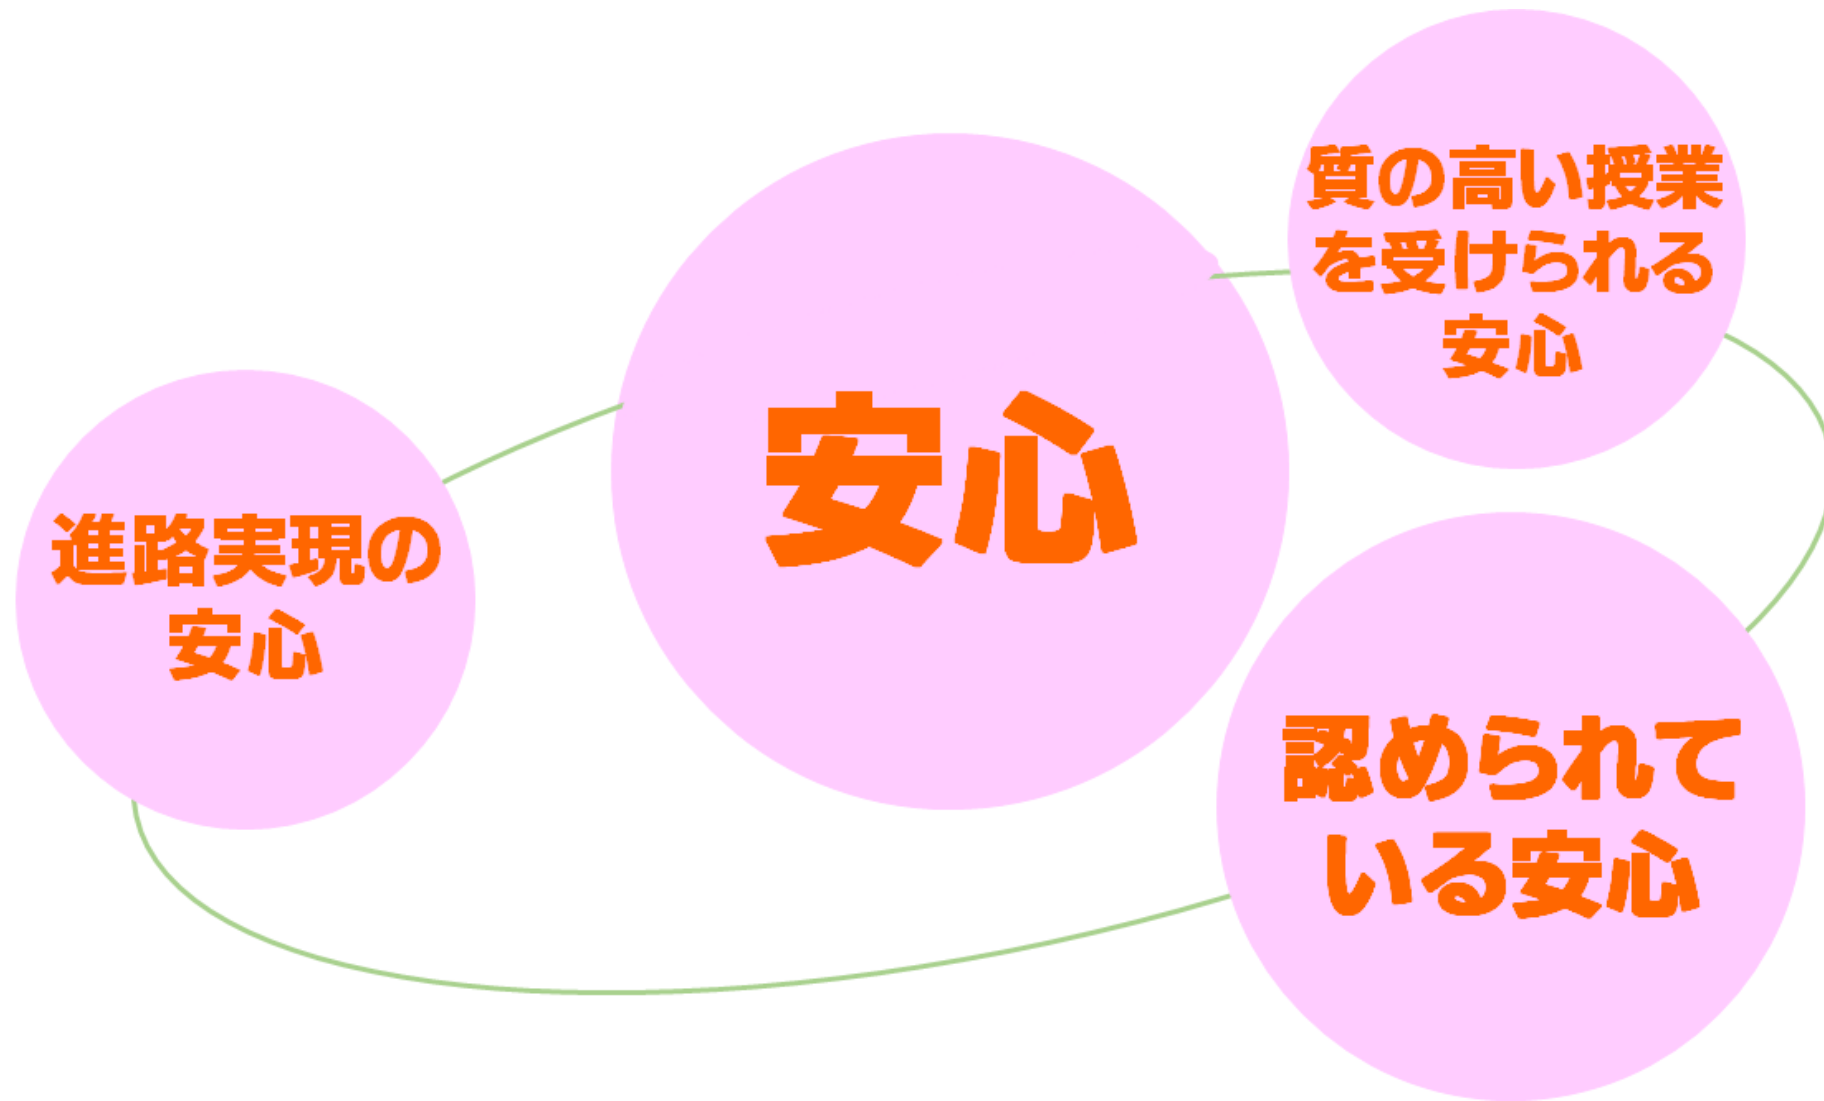 安心
質の高い授業
を受けられる
安心
進路実現の
安心
認められて
いる安心